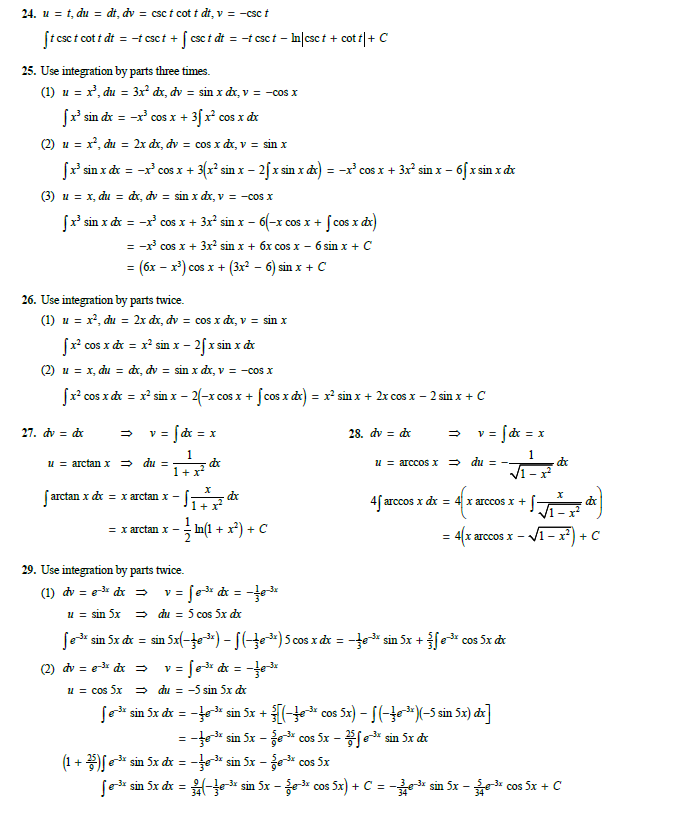 24. u = t, du = dt, dv = csc t cot t dt, v = −csc t
∫t csc t cot t dt = −t csc t + ∫ csc t dt = −t csc t − ln|csc t + cot t| + C
25. Use integration by parts three times.
(1) u = x³, du = 3x² dx, dv = sin x dx, v = −cos x
∫x³ sin dx = −x³ cos x + 3∫x² cos x dx
(2) u = x², du = 2x dx, dv = cos x dx, v = sin x
∫x³ sin x dx = −x³ cos x + 3(x² sin x − 2∫x sin x dx) = −x³ cos x + 3x² sin x − 6∫x sin x dx
(3) u = x, du = dx, dv = sin x dx, v = −cos x
∫x³ sin x dx = −x³ cos x + 3x² sin x − 6(−x cos x + ∫cos x dx)
= −x³ cos x + 3x² sin x + 6x cos x − 6 sin x + C
= (6x − x³) cos x + (3x² − 6) sin x + C
26. Use integration by parts twice.
(1) u = x², du = 2x dx, dv = cos x dx, v = sin x
∫x² cos x dx = x² sin x − 2∫x sin x dx
(2) u = x, du = dx, dv = sin x dx, v = −cos x
∫x² cos x dx = x² sin x − 2(−x cos x + ∫cos x dx) = x² sin x + 2x cos x − 2 sin x + C
27. dv = dx ⇒ v = ∫dx = x
u = arctan x ⇒ du = 1/(1 + x²) dx
∫arctan x dx = x arctan x − ∫x/(1 + x²) dx
= x arctan x − 1/2 ln(1 + x²) + C
28. dv = dx ⇒ v = ∫dx = x
u = arccos x ⇒ du = −1/√(1 − x²) dx
4∫arccos x dx = 4(x arccos x + ∫x/√(1 − x²) dx)
= 4(x arccos x − √(1 − x²)) + C
29. Use integration by parts twice.
(1) dv = e⁻³ˣ dx ⇒ v = ∫e⁻³ˣ dx = −⅓e⁻³ˣ
u = sin 5x ⇒ du = 5 cos 5x dx
∫e⁻³ˣ sin 5x dx = sin 5x(−⅓e⁻³ˣ) − ∫(−⅓e⁻³ˣ) 5 cos x dx = −⅓e⁻³ˣ sin 5x + 5/3∫e⁻³ˣ cos 5x dx
(2) dv = e⁻³ˣ dx ⇒ v = ∫e⁻³ˣ dx = −⅓e⁻³ˣ
u = cos 5x ⇒ du = −5 sin 5x dx
∫e⁻³ˣ sin 5x dx = −⅓e⁻³ˣ sin 5x + 5/3[(−⅓e⁻³ˣ cos 5x) − ∫(−⅓e⁻³ˣ)(−5 sin 5x) dx]
= −⅓e⁻³ˣ sin 5x − 5/9e⁻³ˣ cos 5x − 25/9∫e⁻³ˣ sin 5x dx
(1 + 25/9)∫e⁻³ˣ sin 5x dx = −⅓e⁻³ˣ sin 5x − 5/9e⁻³ˣ cos 5x
∫e⁻³ˣ sin 5x dx = 9/34(−⅓e⁻³ˣ sin 5x − 5/9e⁻³ˣ cos 5x) + C = −3/34e⁻³ˣ sin 5x − 5/34e⁻³ˣ cos 5x + C